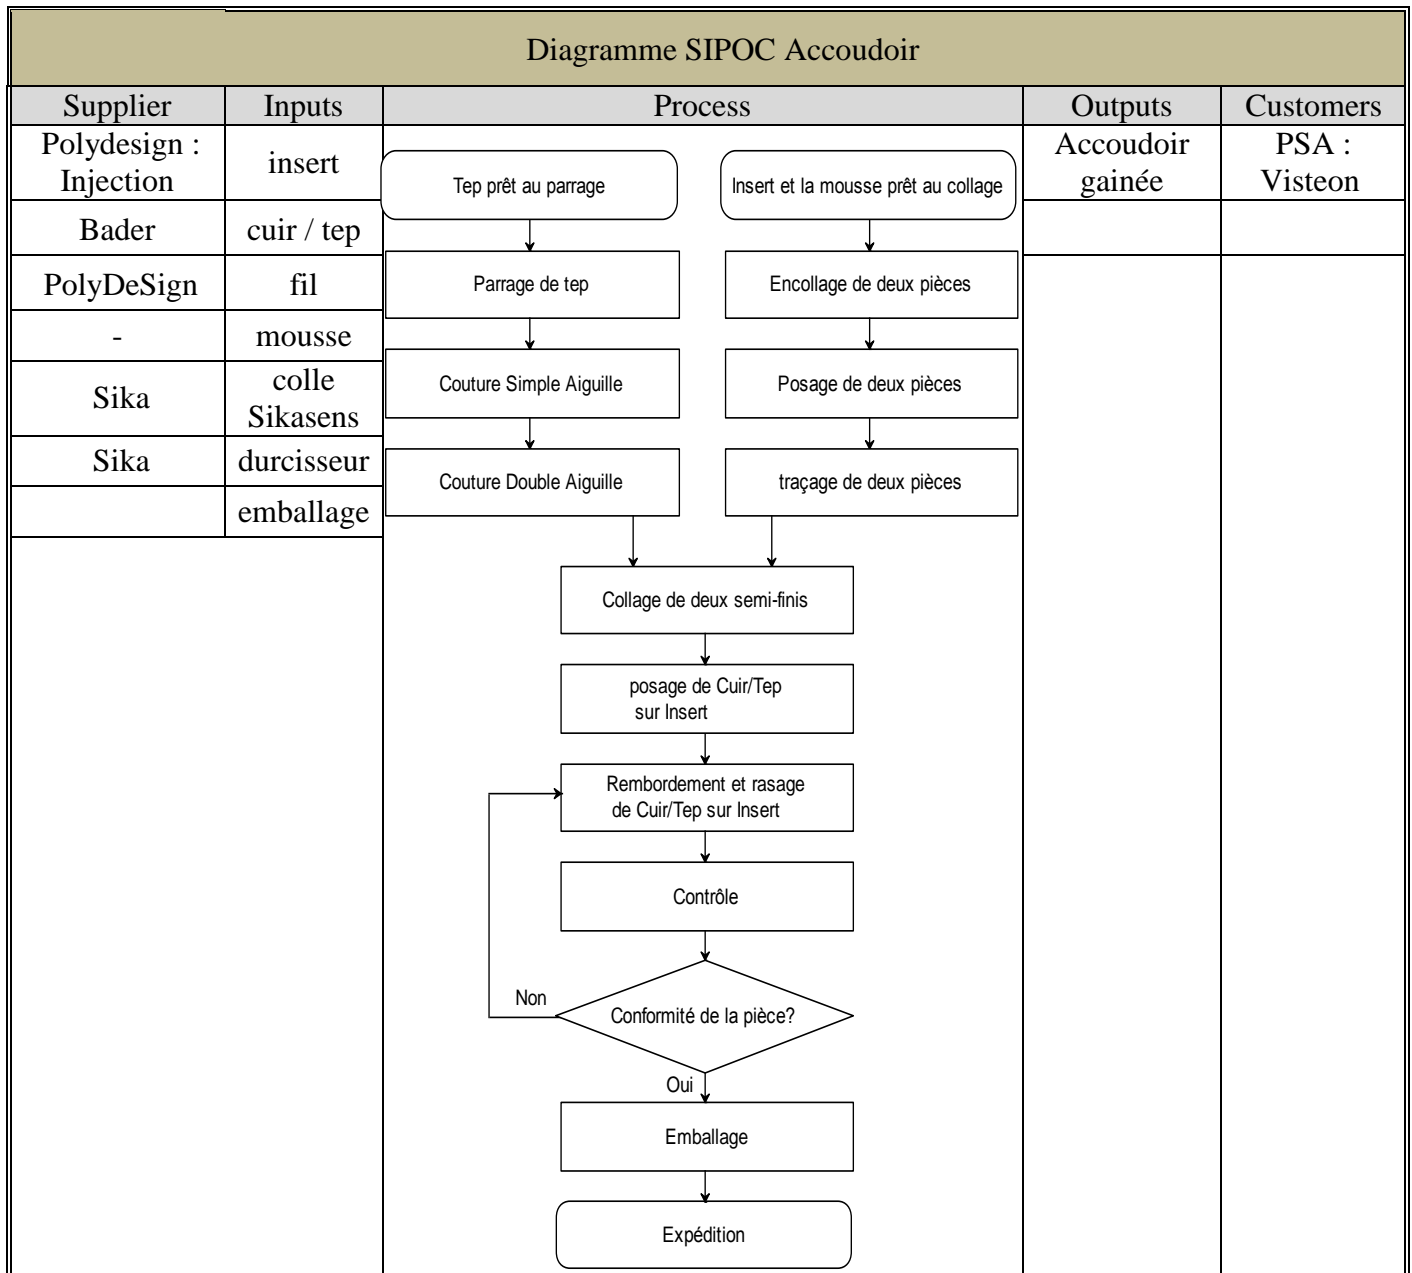 Diagramme SIPOC Accoudoir
Supplier
Inputs
Process
Outputs
Customers
Polydesign :
Injection
insert
Accoudoir
gainée
PSA :
Visteon
Bader
cuir / tep
PolyDeSign
fil
-
mousse
Sika
colle
Sikasens
Sika
durcisseur
emballage
Tep prêt au parrage
Parrage de tep
Couture Simple Aiguille
Couture Double Aiguille
Insert et la mousse prêt au collage
Encollage de deux pièces
Posage de deux pièces
traçage de deux pièces
Collage de deux semi-finis
posage de Cuir/Tep
sur Insert
Rembordement et rasage
de Cuir/Tep sur Insert
Contrôle
Conformité de la pièce?
Non
Oui
Emballage
Expédition